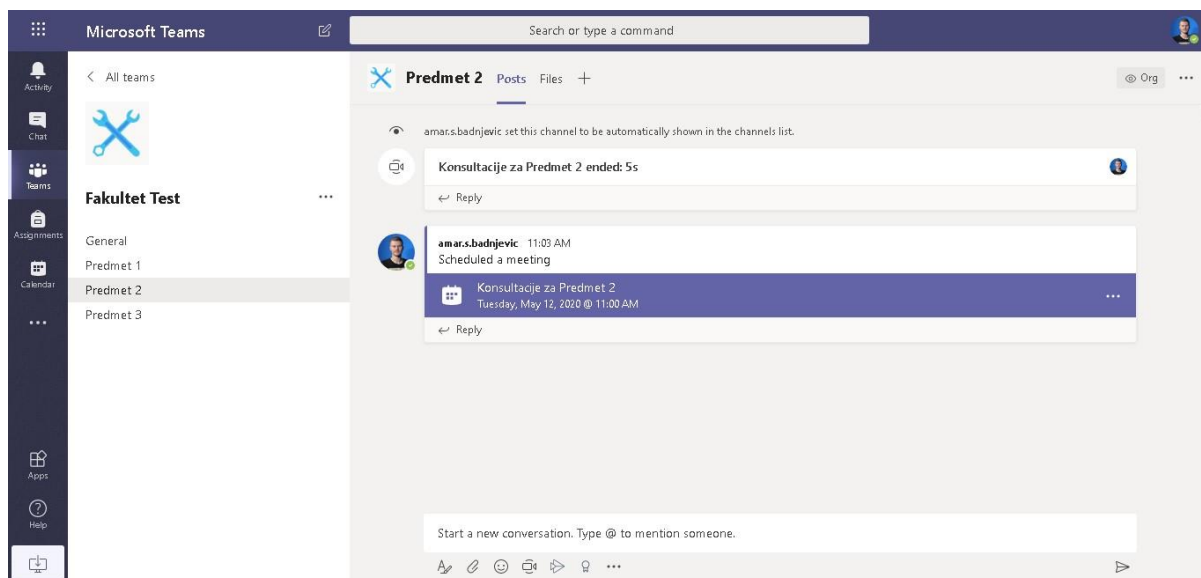 Microsoft Teams
Search or type a command
Activity
Chat
Teams
Assignments
Calendar
Apps
Help
All teams
Fakultet Test
General
Predmet 1
Predmet 2
Predmet 3
Predmet 2 Posts Files
Org
amar.s.badnjevic set this channel to be automatically shown in the channels list.
Konsultacije za Predmet 2 ended: 5s
Reply
amar.s.badnjevic 11:03 AM
Scheduled a meeting
Konsultacije za Predmet 2
Tuesday, May 12, 2020 @ 11:00 AM
Reply
Start a new conversation. Type @ to mention someone.